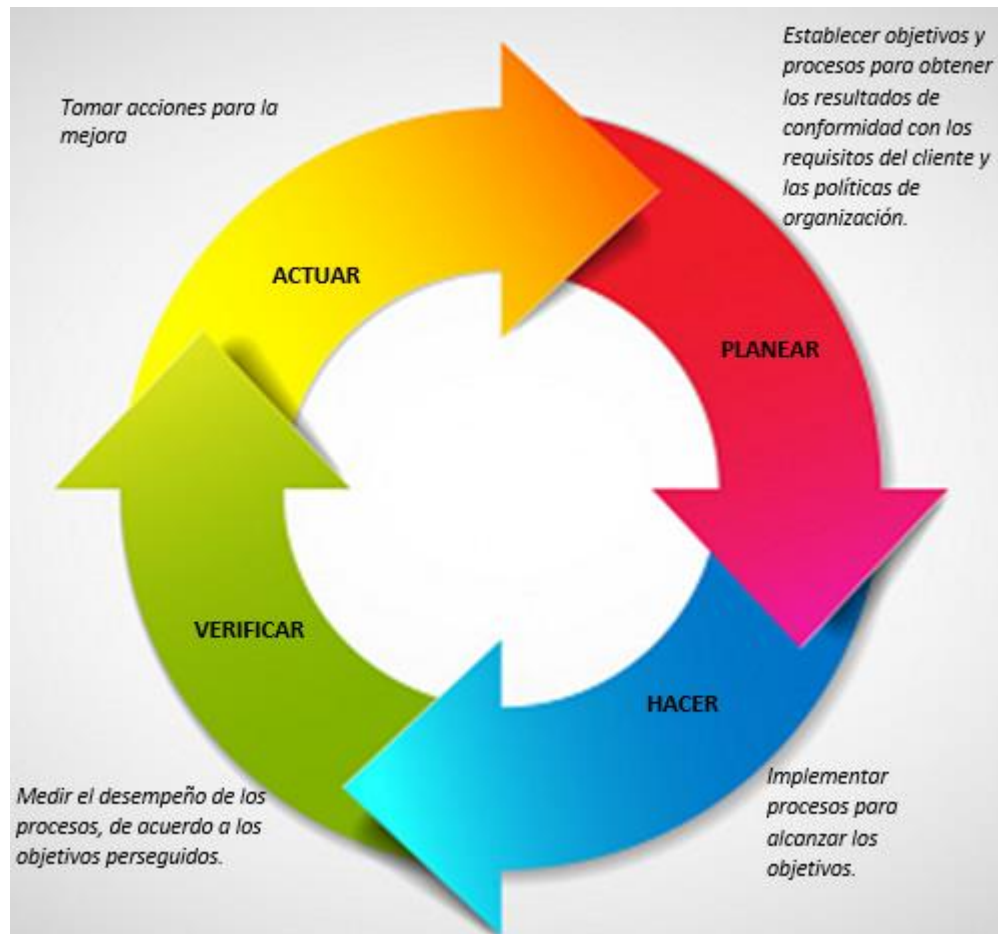 Tomar acciones para la
mejora
Establecer objetivos y
procesos para obtener
los resultados de
conformidad con los
requisitos del cliente y
las políticas de
organización.
ACTUAR
PLANEAR
VERIFICAR
HACER
Medir el desempeño de los
procesos, de acuerdo a los
objetivos perseguidos.
Implementar
procesos para
alcanzar los
objetivos.